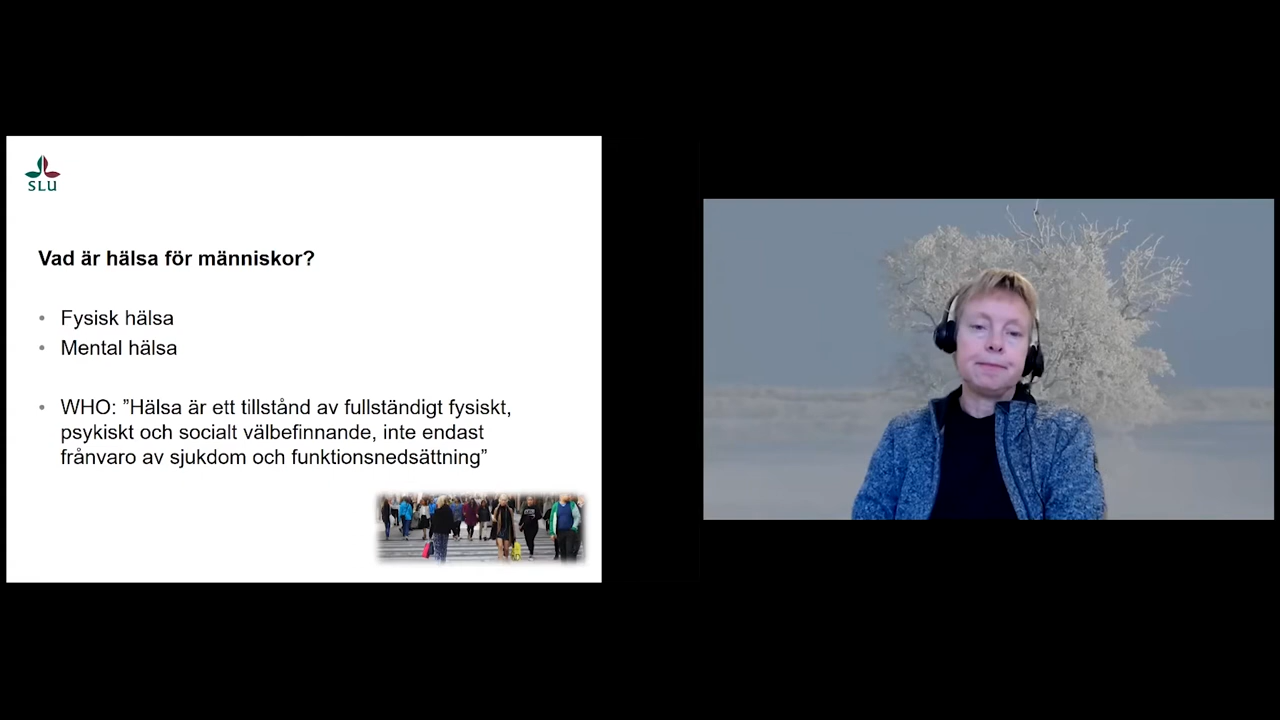 SLU
Vad är hälsa för människor?
• Fysisk hälsa
• Mental hälsa
• WHO: ”Hälsa är ett tillstånd av fullständigt fysiskt,
psykiskt och socialt välbefinnande, inte endast
frånvaro av sjukdom och funktionsnedsättning”